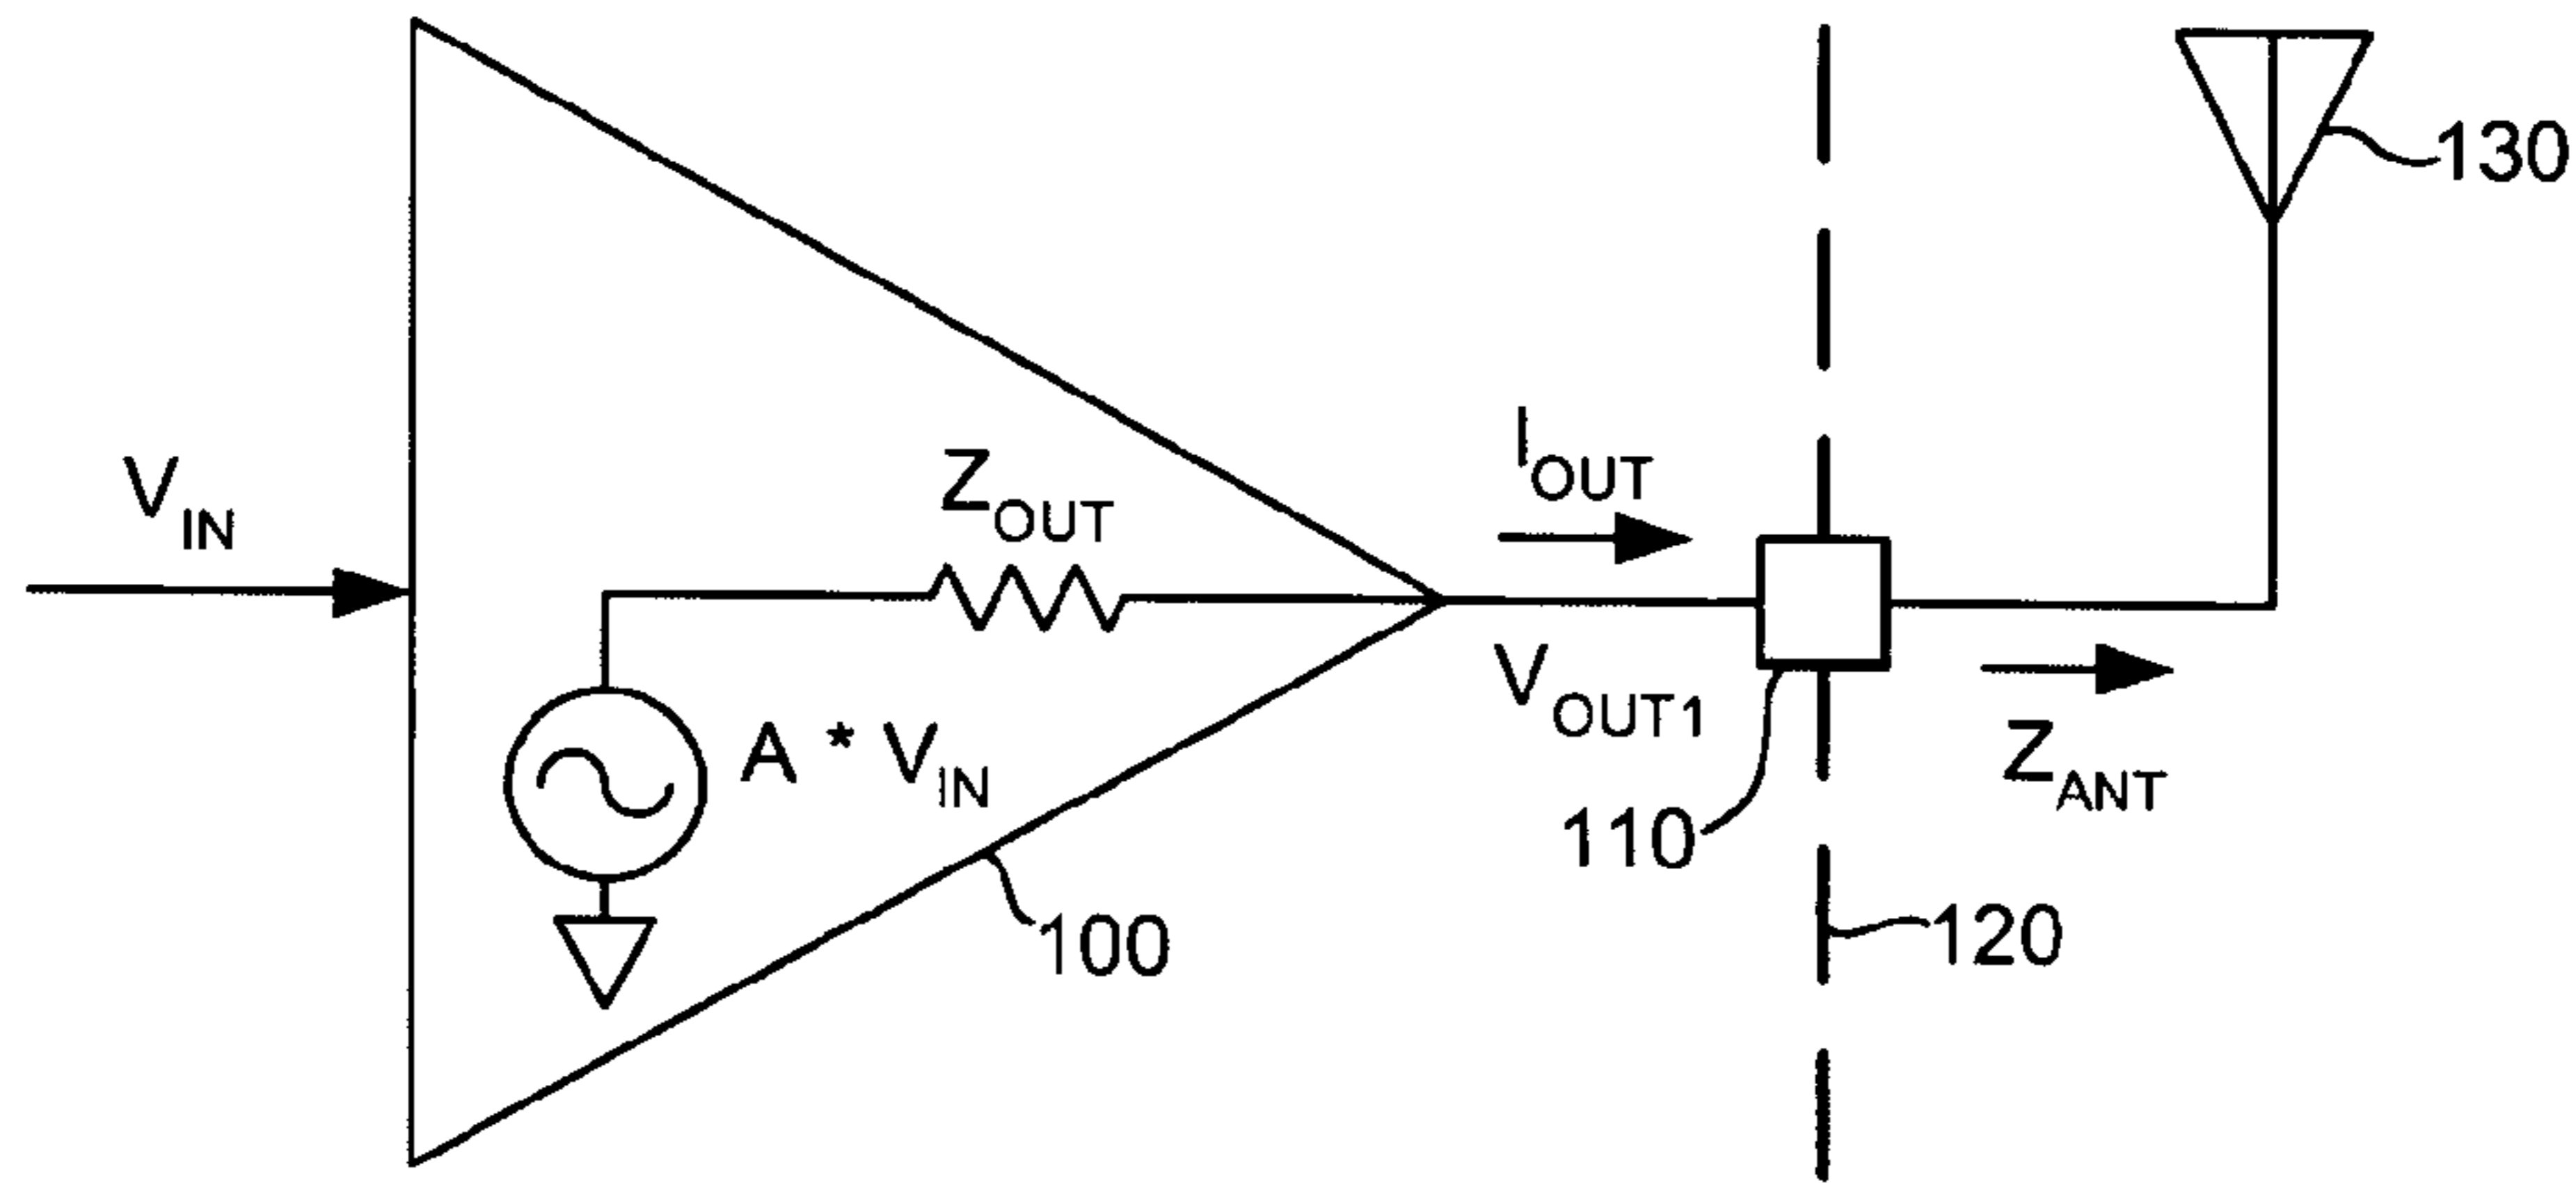 130
I_OUT
V_IN
Z_OUT
V_OUT1
A * V_IN
Z_ANT
110
100
120